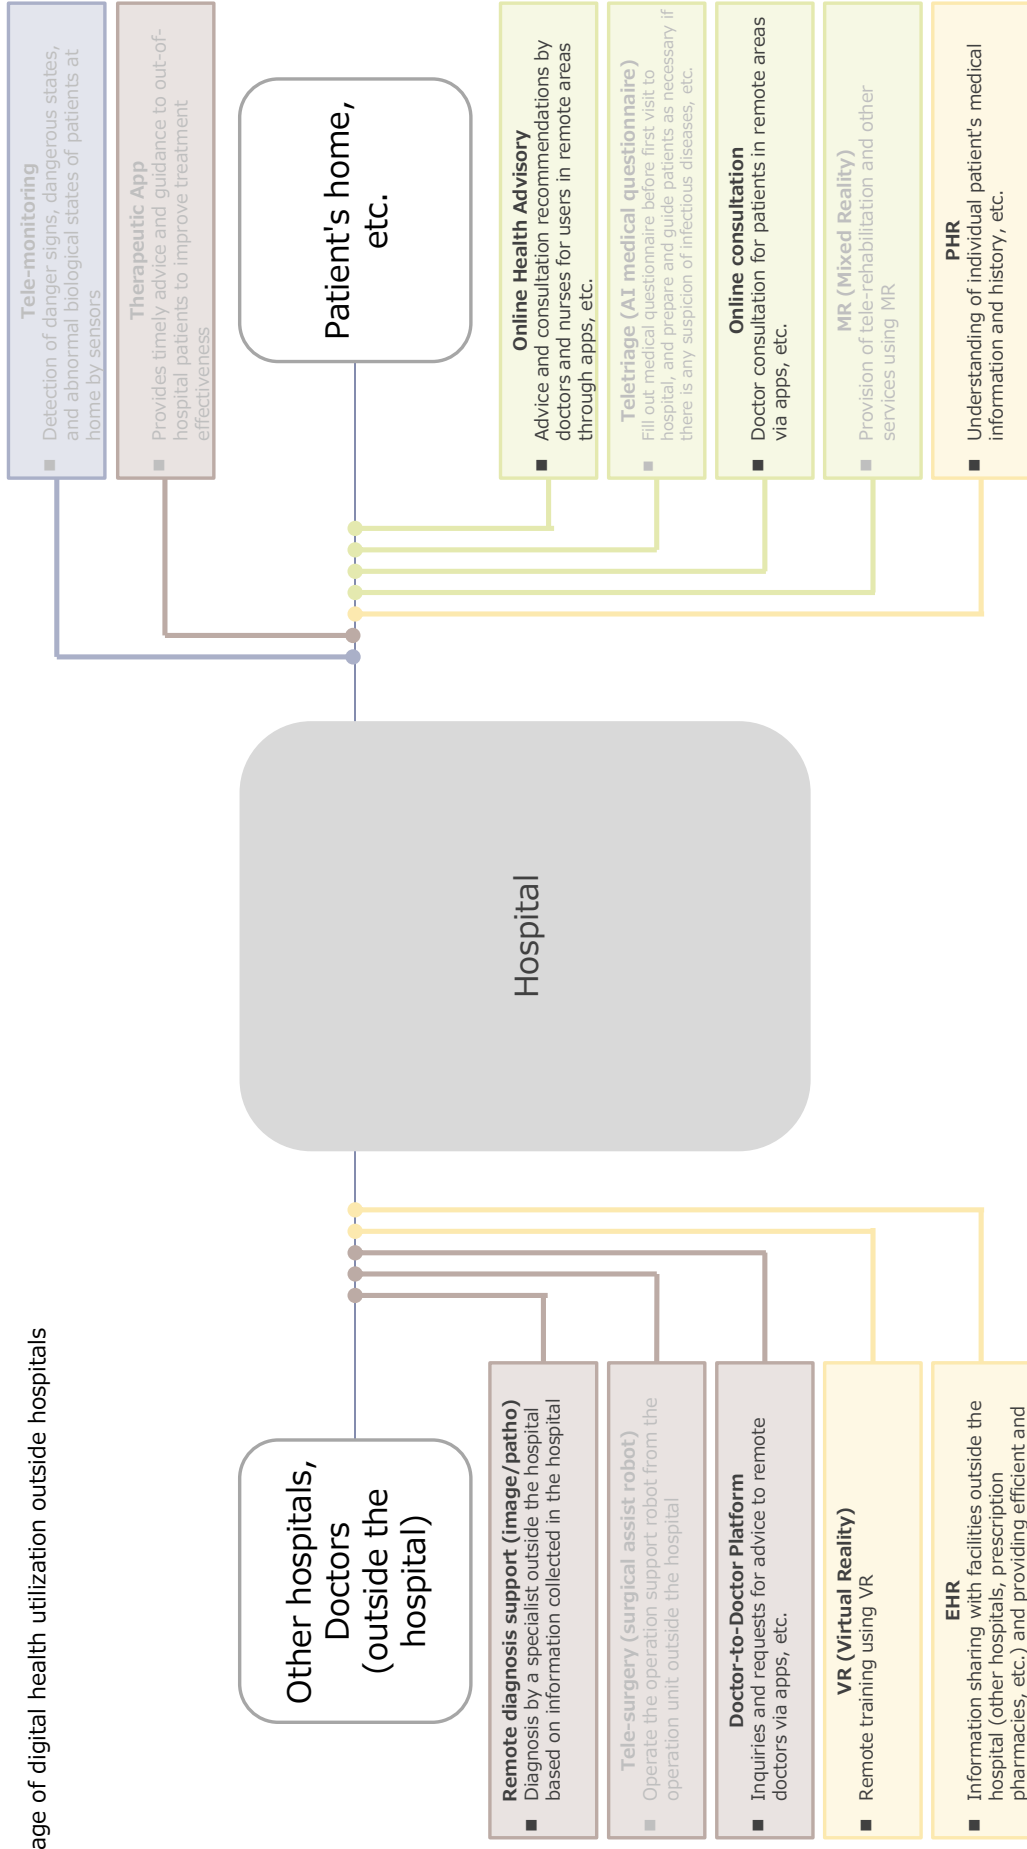 age of digital health utilization outside hospitals
Other hospitals,
Doctors
(outside the
hospital)
Hospital
Patient's home,
etc.
Tele-monitoring
■ Detection of danger signs, dangerous states,
and abnormal biological states of patients at
home by sensors
Therapeutic App
■ Provides timely advice and guidance to out-of-
hospital patients to improve treatment
effectiveness
Remote diagnosis support (image/patho)
■ Diagnosis by a specialist outside the hospital
based on information collected in the hospital
Tele-surgery (surgical assist robot)
■ Operate the operation support robot from the
operation unit outside the hospital
Doctor-to-Doctor Platform
■ Inquiries and requests for advice to remote
doctors via apps, etc.
VR (Virtual Reality)
■ Remote training using VR
EHR
■ Information sharing with facilities outside the
hospital (other hospitals, prescription
pharmacies, etc.) and providing efficient and
Online Health Advisory
■ Advice and consultation recommendations by
doctors and nurses for users in remote areas
through apps, etc.
Teletriage (AI medical questionnaire)
■ Fill out medical questionnaire before first visit to
hospital, and prepare and guide patients as necessary if
there is any suspicion of infectious diseases, etc.
Online consultation
■ Doctor consultation for patients in remote areas
via apps, etc.
MR (Mixed Reality)
■ Provision of tele-rehabilitation and other
services using MR
PHR
■ Understanding of individual patient's medical
information and history, etc.